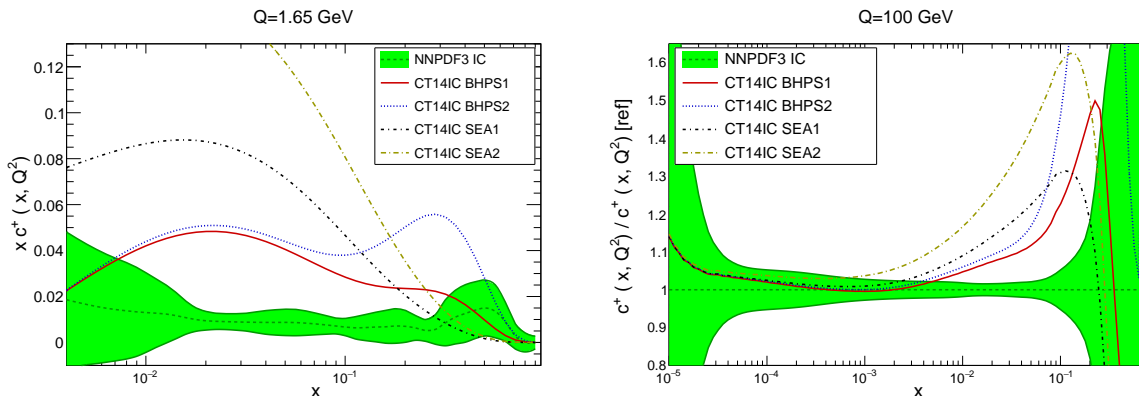 Q=1.65 GeV
x c⁺ ( x, Q²)
0.12
0.1
0.08
0.06
0.04
0.02
0
NNPDF3 IC
CT14IC BHPS1
CT14IC BHPS2
CT14IC SEA1
CT14IC SEA2
10⁻²
10⁻¹
x
Q=100 GeV
c⁺ ( x, Q²) / c⁺ ( x, Q²) [ref]
1.6
1.5
1.4
1.3
1.2
1.1
1
0.9
0.8
NNPDF3 IC
CT14IC BHPS1
CT14IC BHPS2
CT14IC SEA1
CT14IC SEA2
10⁻⁵
10⁻⁴
10⁻³
10⁻²
10⁻¹
x